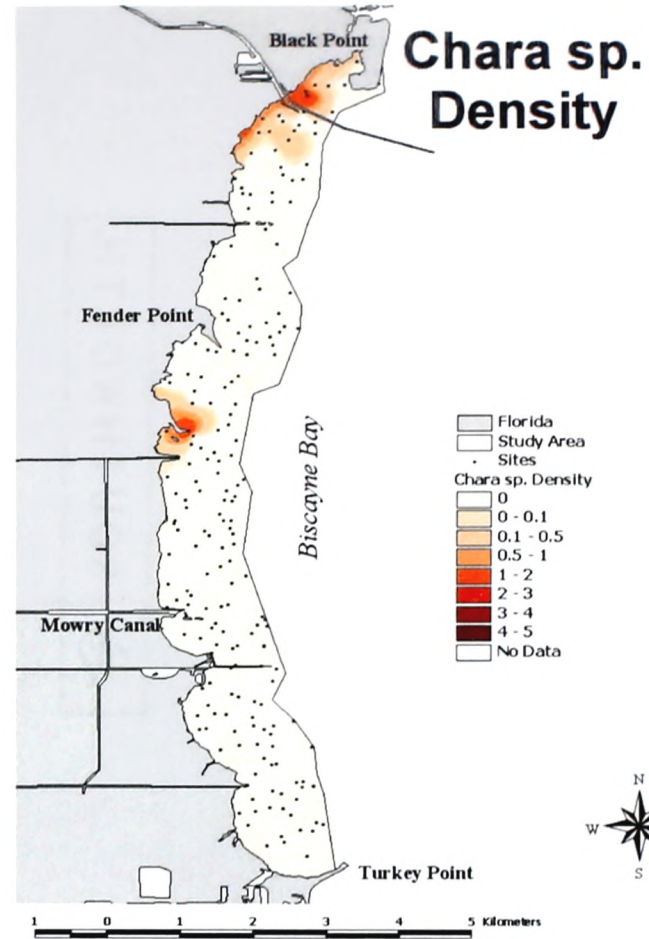 Black Point
Chara sp.
Density
Fender Point
Biscayne Bay
Florida
Study Area
Sites
Chara sp. Density
0
0 - 0.1
0.1 - 0.5
0.5 - 1
1 - 2
2 - 3
3 - 4
4 - 5
No Data
Mowry Canal
N
W
S
Turkey Point
1 0 1 2 3 4 5 Kilometers